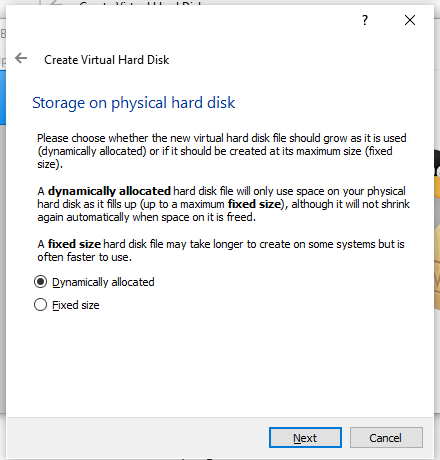 Create Virtual Hard Disk
Create Virtual Hard Disk
Storage on physical hard disk
Please choose whether the new virtual hard disk file should grow as it is used
(dynamically allocated) or if it should be created at its maximum size (fixed
size).
A dynamically allocated hard disk file will only use space on your physical
hard disk as it fills up (up to a maximum fixed size), although it will not shrink
again automatically when space on it is freed.
A fixed size hard disk file may take longer to create on some systems but is
often faster to use.
Dynamically allocated
Fixed size
Next
Cancel